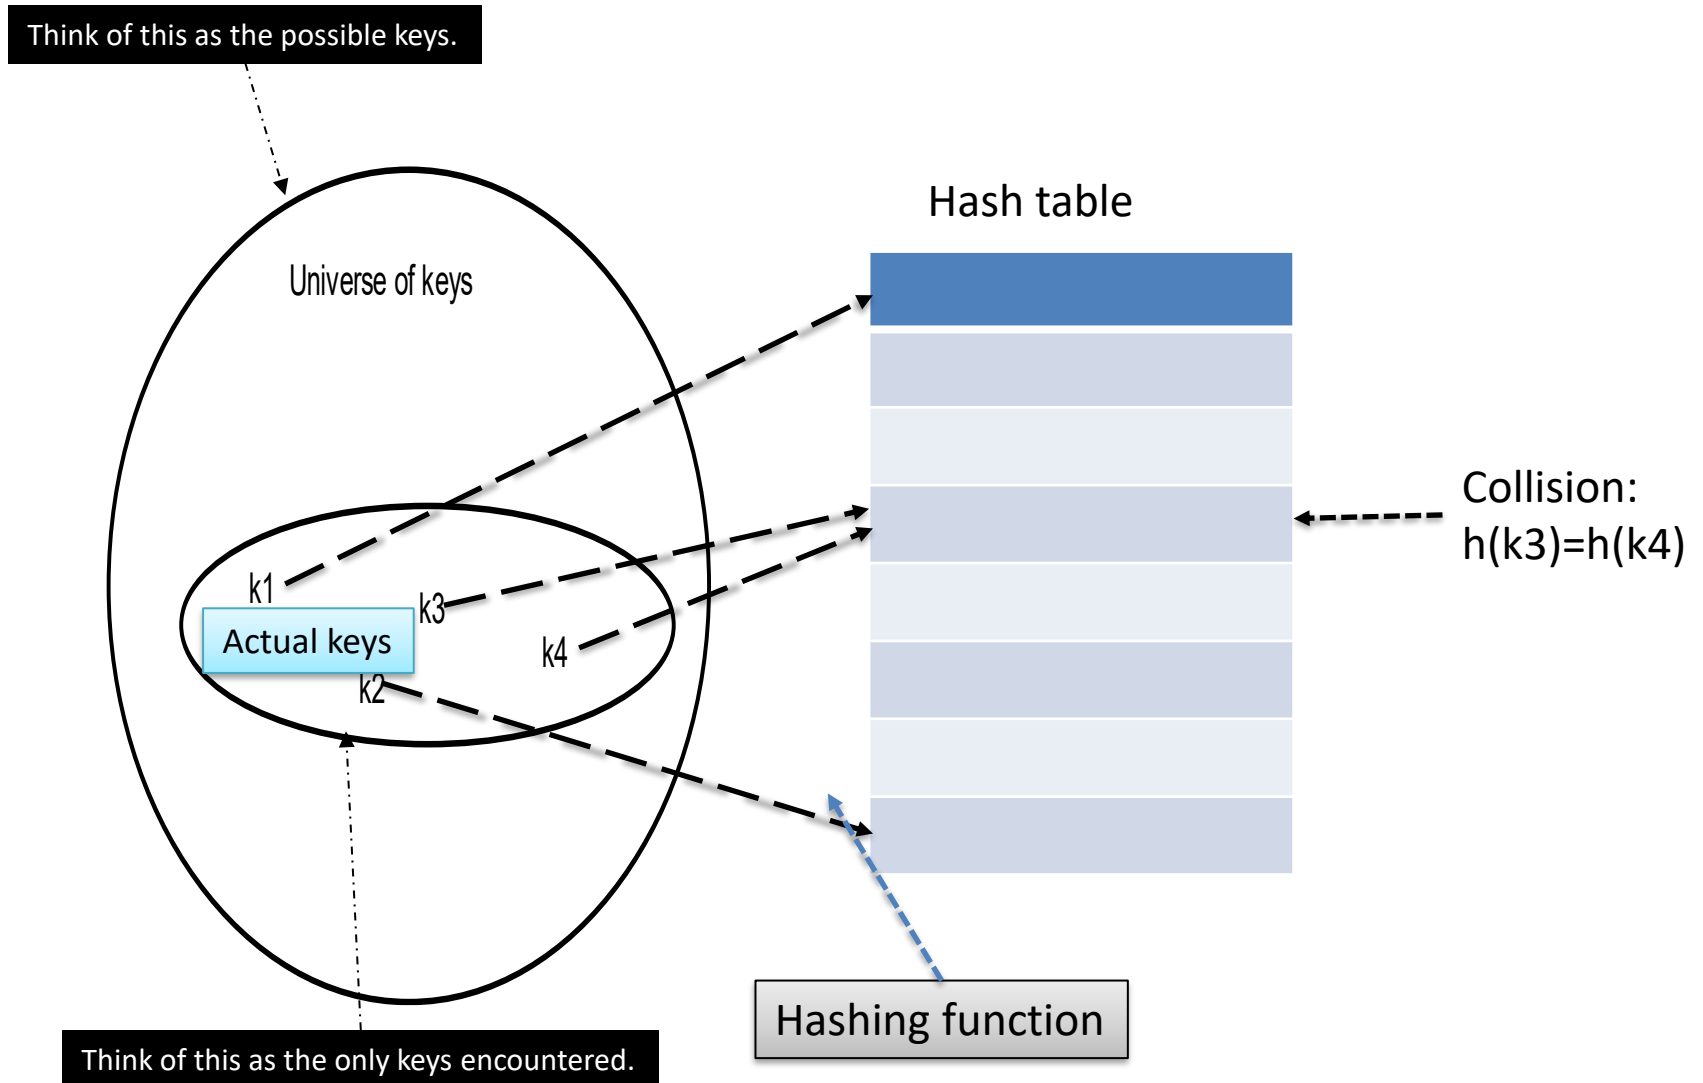 Think of this as the possible keys.
Hash table
Universe of keys
Collision:
h(k3)=h(k4)
k1
k3
Actual keys
k4
k2
Hashing function
Think of this as the only keys encountered.